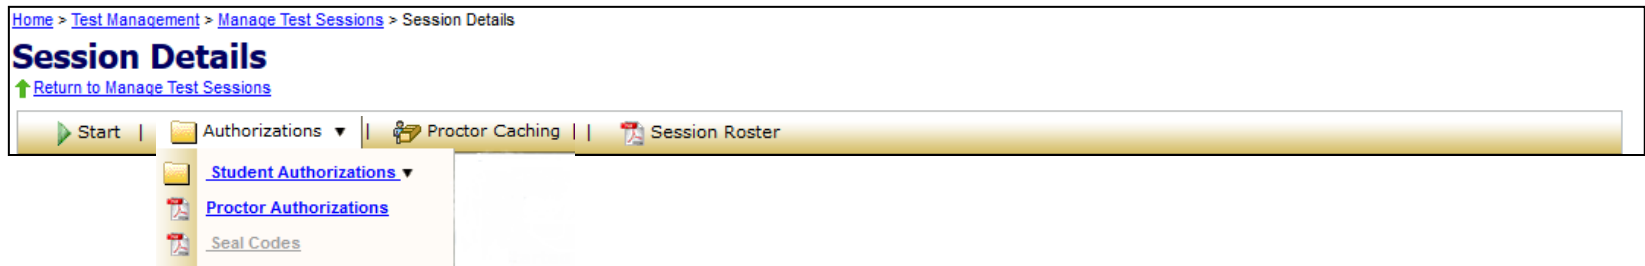 Home > Test Management > Manage Test Sessions > Session Details
Session Details
Return to Manage Test Sessions
Start | Authorizations ▼ | Proctor Caching | | Session Roster
Student Authorizations ▼
Proctor Authorizations
Seal Codes